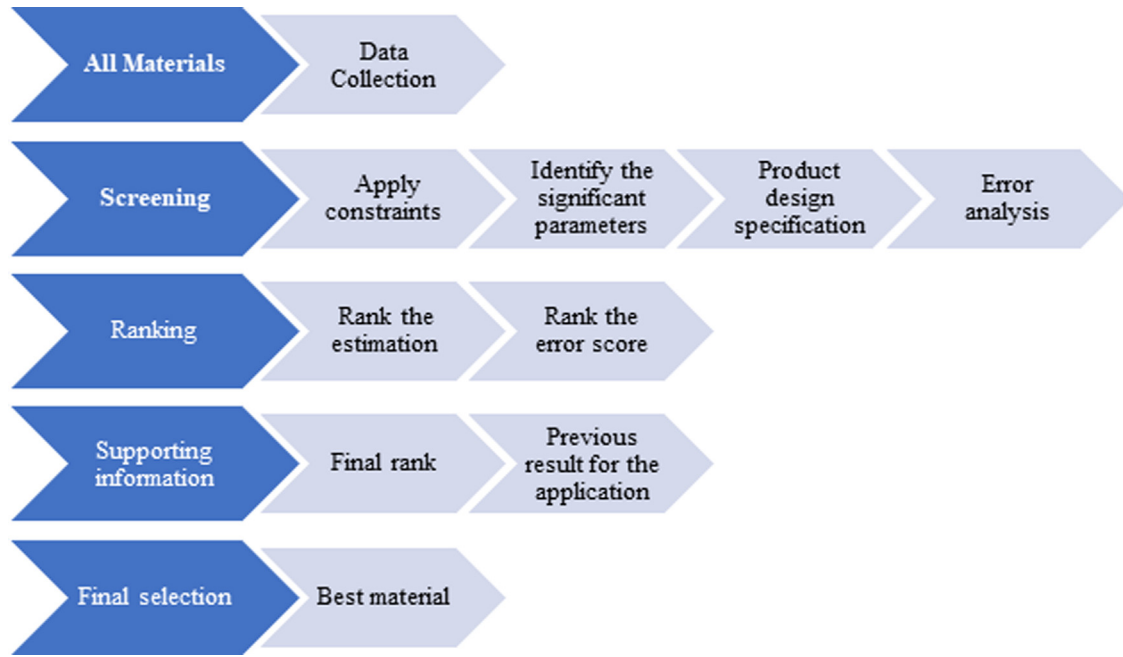 All Materials
Data
Collection
Screening
Apply
constraints
Identify the
significant
parameters
Product
design
specification
Error
analysis
Ranking
Rank the
estimation
Rank the
error score
Supporting
information
Final rank
Previous
result for the
application
Final selection
Best material